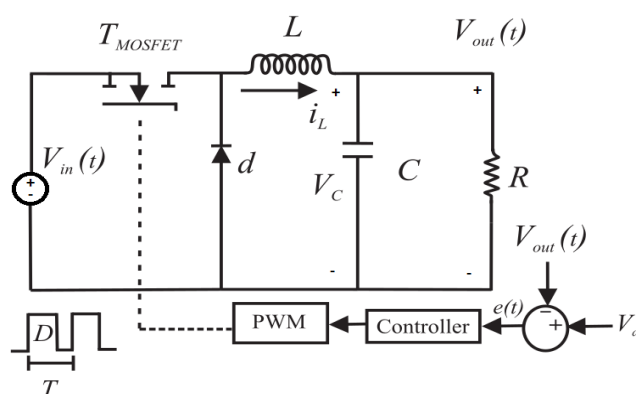 T_MOSFET
L
V_out(t)
+
+
i_L
V_in(t)
d
V_C
C
R
+
-
V_out(t)
-
-
D
T
PWM
Controller
e(t)
−
+